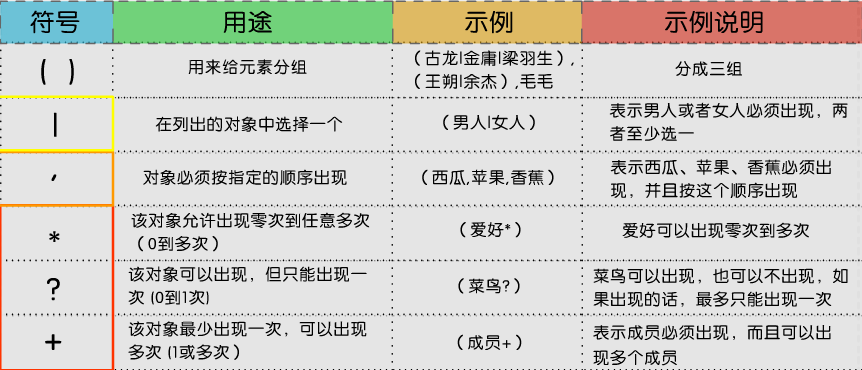 符号 用途 示例 示例说明
( ) 用来给元素分组 （古龙|金庸|梁羽生）,
（王朔|余杰）,毛毛 分成三组
| 在列出的对象中选择一个 （男人|女人） 表示男人或者女人必须出现，两
者至少选一
， 对象必须按指定的顺序出现 （西瓜,苹果,香蕉） 表示西瓜、苹果、香蕉必须出
现，并且按这个顺序出现
* 该对象允许出现零次到任意多次
（0到多次） （爱好*） 爱好可以出现零次到多次
? 该对象可以出现，但只能出现一
次 (0到1次) （菜鸟?） 菜鸟可以出现，也可以不出现，如
果出现的话，最多只能出现一次
+ 该对象最少出现一次，可以出现
多次 (1或多次） （成员+） 表示成员必须出现，而且可以出
现多个成员